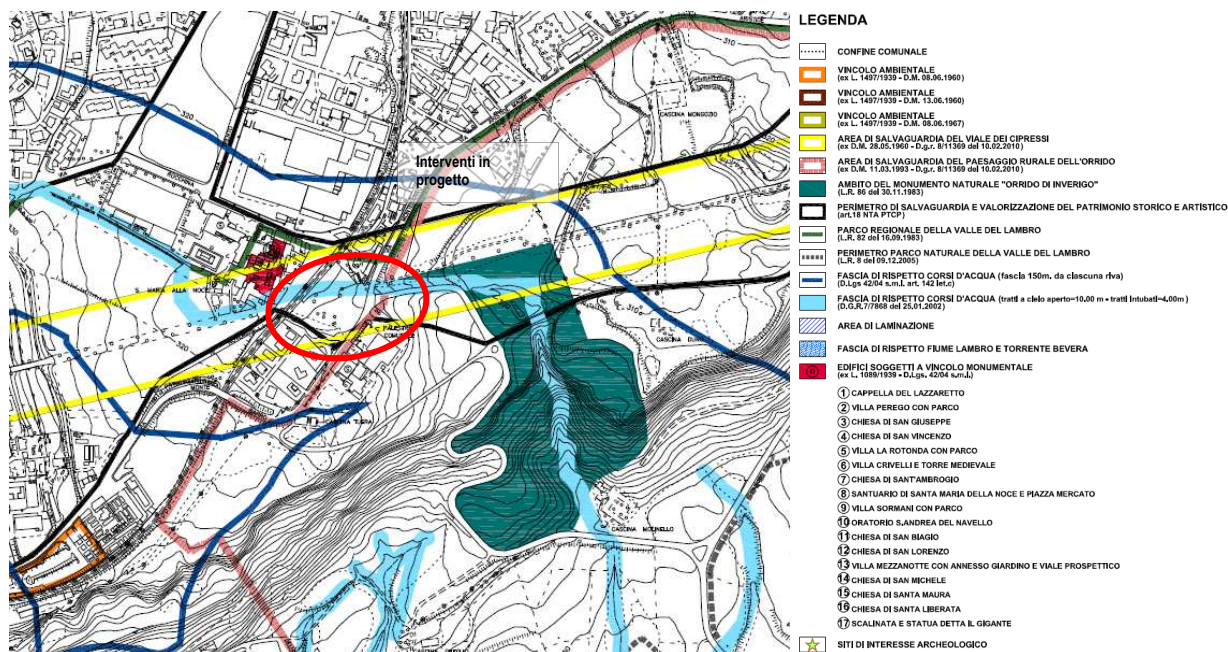 LEGENDA
CONFINE COMUNALE
VINCOLO AMBIENTALE
(ex L. 1497/1939 - D.M. 08.06.1960)
VINCOLO AMBIENTALE
(ex L. 1497/1939 - D.M. 13.06.1960)
VINCOLO AMBIENTALE
(ex L. 1497/1939 - D.M. 08.06.1967)
AREA DI SALVAGUARDIA DEL VIALE DEI CIPRESSI
(ex D.M. 28.05.1960 - D.g.r. 8/11369 del 10.02.2010)
AREA DI SALVAGUARDIA DEL PAESAGGIO RURALE DELL'ORRIDO
(ex D.M. 11.03.1993 - D.g.r. 8/11369 del 10.02.2010)
AMBITO DEL MONUMENTO NATURALE "ORRIDO DI INVERIGO"
(L.R. 86 del 30.11.1983)
PERIMETRO DI SALVAGUARDIA E VALORIZZAZIONE DEL PATRIMONIO STORICO E ARTISTICO
(art.18 NTA PTCP)
PARCO REGIONALE DELLA VALLE DEL LAMBRO
(L.R. 82 del 16.09.1983)
PERIMETRO PARCO NATURALE DELLA VALLE DEL LAMBRO
(L.R. 8 del 09.12.2005)
FASCIA DI RISPETTO CORSI D'ACQUA (fascia 150m. da ciascuna riva)
(D.Lgs 42/04 s.m.i. art. 142 let.c)
FASCIA DI RISPETTO CORSI D'ACQUA (tratti a cielo aperto=10.00 m - tratti intubati=4.00m)
(D.G.R.7/7868 del 25.01.2002)
AREA DI LAMINAZIONE
FASCIA DI RISPETTO FIUME LAMBRO E TORRENTE BEVERA
EDIFICI SOGGETTI A VINCOLO MONUMENTALE
(ex L. 1089/1939 - D.Lgs. 42/04 s.m.i.)
1 CAPPELLA DEL LAZZARETTO
2 VILLA PEREGO CON PARCO
3 CHIESA DI SAN GIUSEPPE
4 CHIESA DI SAN VINCENZO
5 VILLA LA ROTONDA CON PARCO
6 VILLA CRIVELLI E TORRE MEDIEVALE
7 CHIESA DI SANT'AMBROGIO
8 SANTUARIO DI SANTA MARIA DELLA NOCE E PIAZZA MERCATO
9 VILLA SORMANI CON PARCO
10 ORATORIO S.ANDREA DEL NAVELLO
11 CHIESA DI SAN BIAGIO
12 CHIESA DI SAN LORENZO
13 VILLA MEZZANOTTE CON ANNESSO GIARDINO E VIALE PROSPETTICO
14 CHIESA DI SAN MICHELE
15 CHIESA DI SANTA MAURA
16 CHIESA DI SANTA LIBERATA
17 SCALINATA E STATUA DETTA IL GIGANTE
SITI DI INTERESSE ARCHEOLOGICO
Interventi in
progetto
320
310
320
CASCINA MONGOZIO
S. MARIA ALLA NOCE
CASCINA MOLINELLO